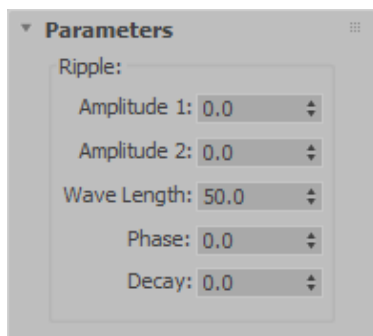 Parameters
Ripple:
Amplitude 1: 0.0
Amplitude 2: 0.0
Wave Length: 50.0
Phase: 0.0
Decay: 0.0